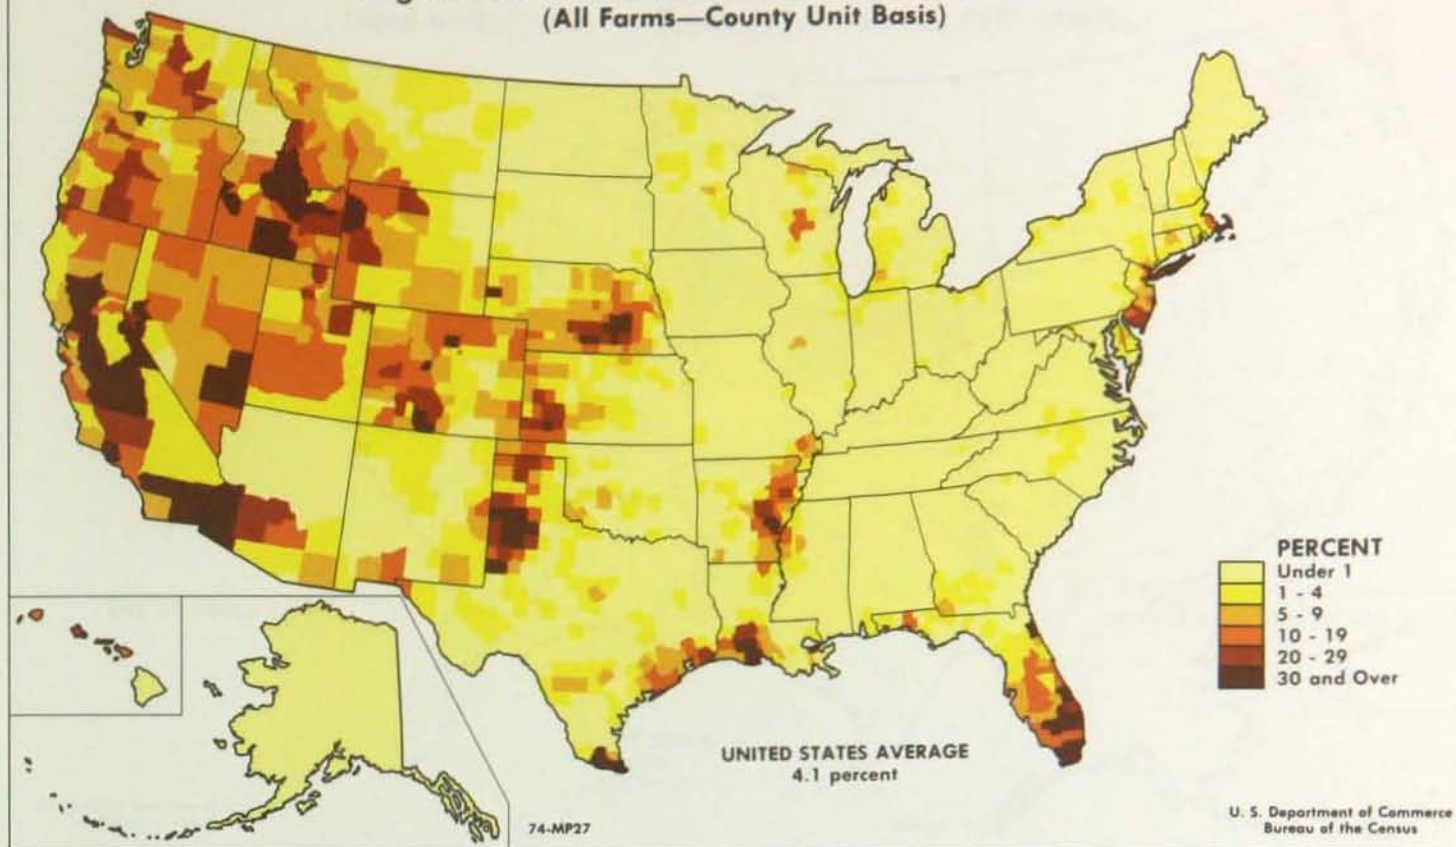 (All Farms—County Unit Basis)
PERCENT
Under 1
1 - 4
5 - 9
10 - 19
20 - 29
30 and Over
UNITED STATES AVERAGE
4.1 percent
74-MP27
U. S. Department of Commerce
Bureau of the Census